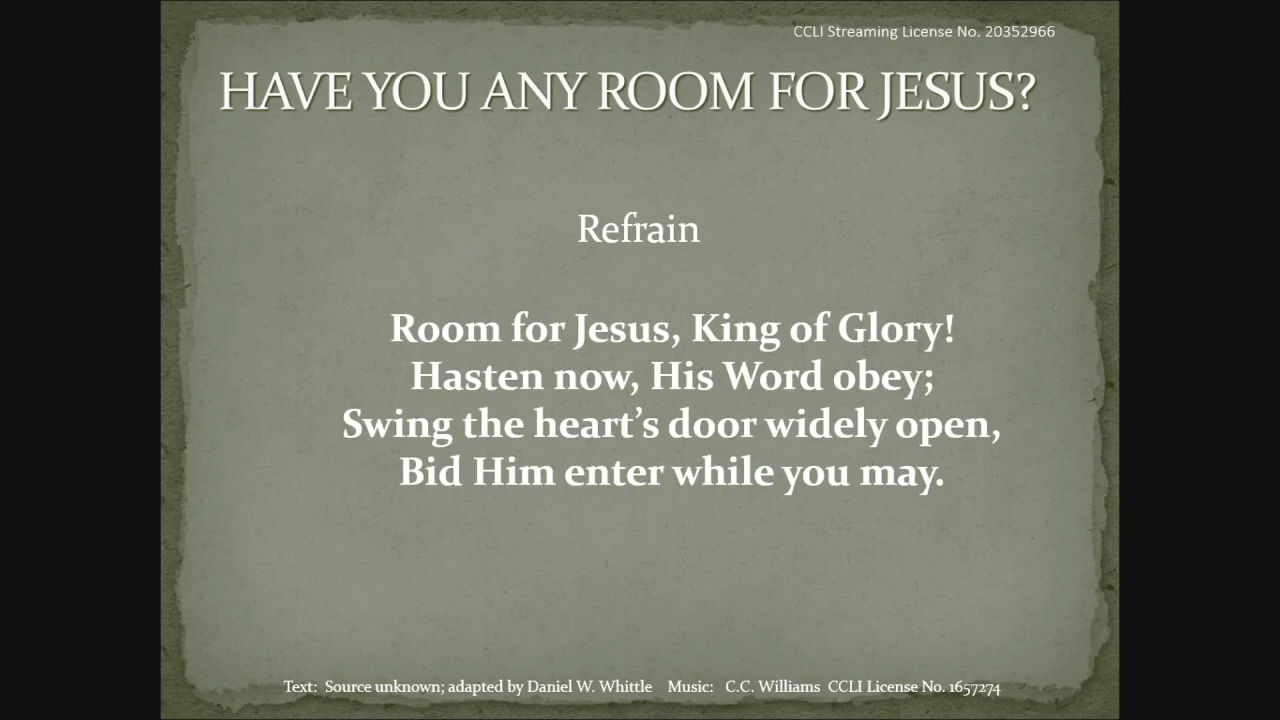 CCLI Streaming License No. 20352966
HAVE YOU ANY ROOM FOR JESUS?
Refrain
Room for Jesus, King of Glory!
Hasten now, His Word obey;
Swing the heart’s door widely open,
Bid Him enter while you may.
Text: Source unknown; adapted by Daniel W. Whittle Music: C.C. Williams CCLI License No. 1657274